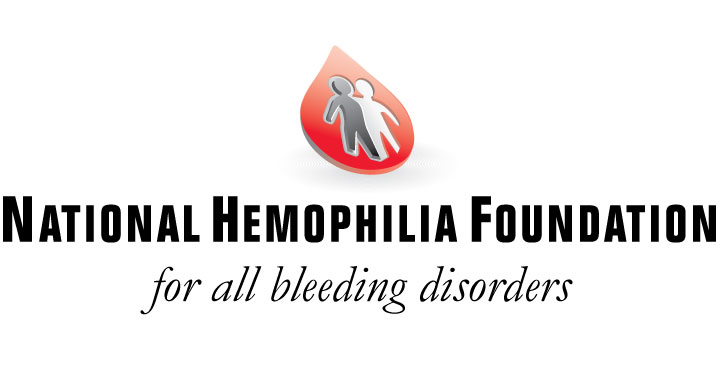 NATIONAL HEMOPHILIA FOUNDATION
for all bleeding disorders